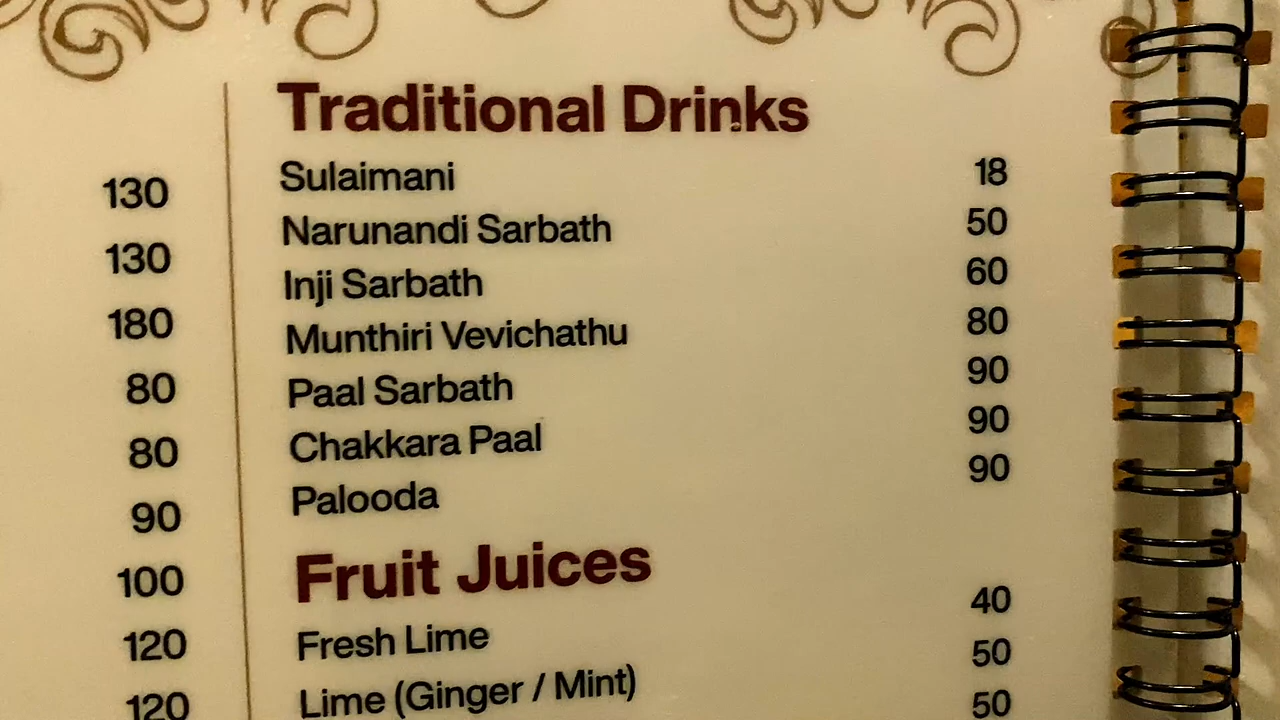 130
130
180
80
80
90
100
120
120
Traditional Drinks
Sulaimani 18
Narunandi Sarbath 50
Inji Sarbath 60
Munthiri Vevichathu 80
Paal Sarbath 90
Chakkara Paal 90
Palooda 90
Fruit Juices
Fresh Lime 40
Lime (Ginger / Mint) 50
50